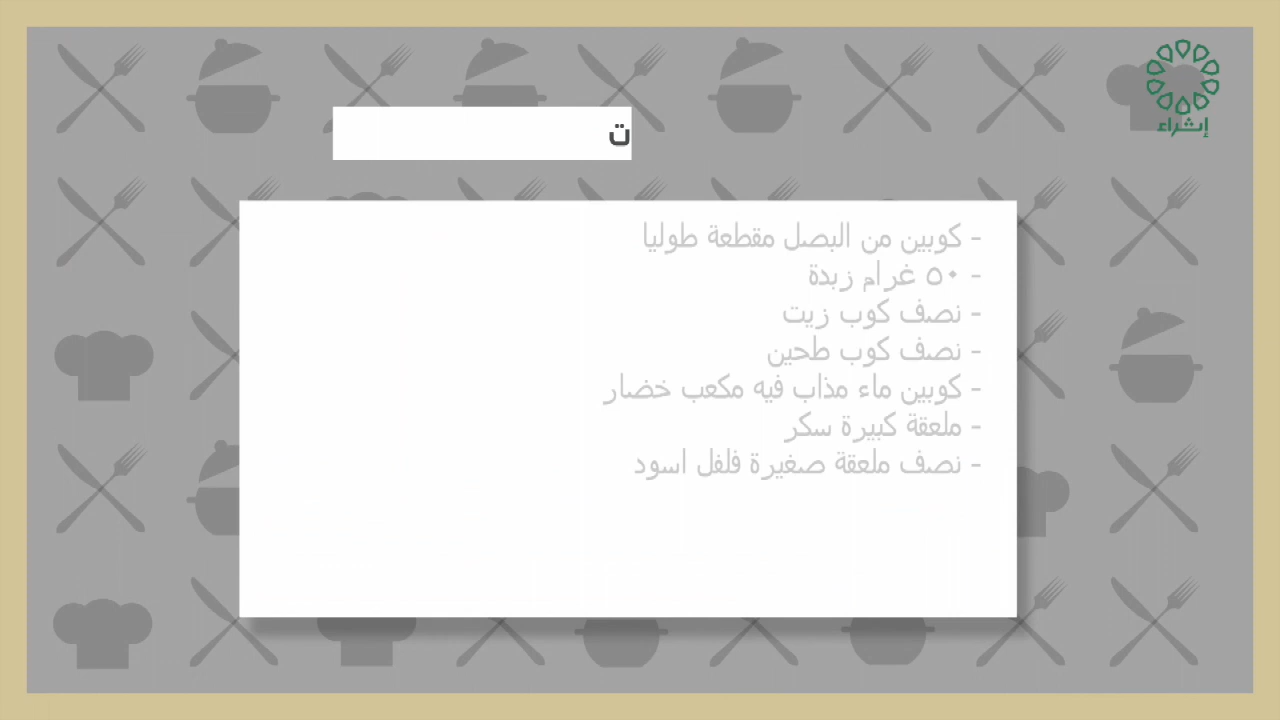 إثراء
ت
- كوبين من البصل مقطعة طوليا
- ٥٠ غرام زبدة
- نصف كوب زيت
- نصف كوب طحين
- كوبين ماء مذاب فيه مكعب خضار
- ملعقة كبيرة سكر
- نصف ملعقة صغيرة فلفل اسود